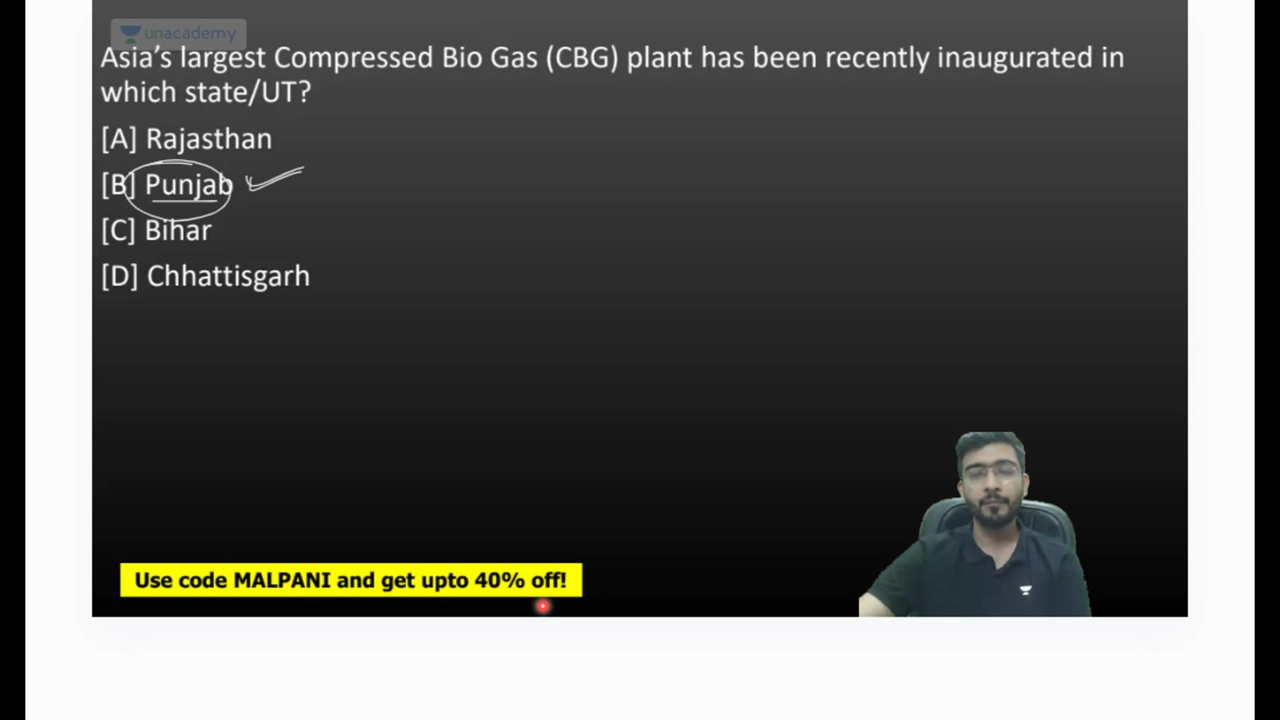 unacademy
Asia’s largest Compressed Bio Gas (CBG) plant has been recently inaugurated in
which state/UT?
[A] Rajasthan
[B] Punjab
[C] Bihar
[D] Chhattisgarh
Use code MALPANI and get upto 40% off!